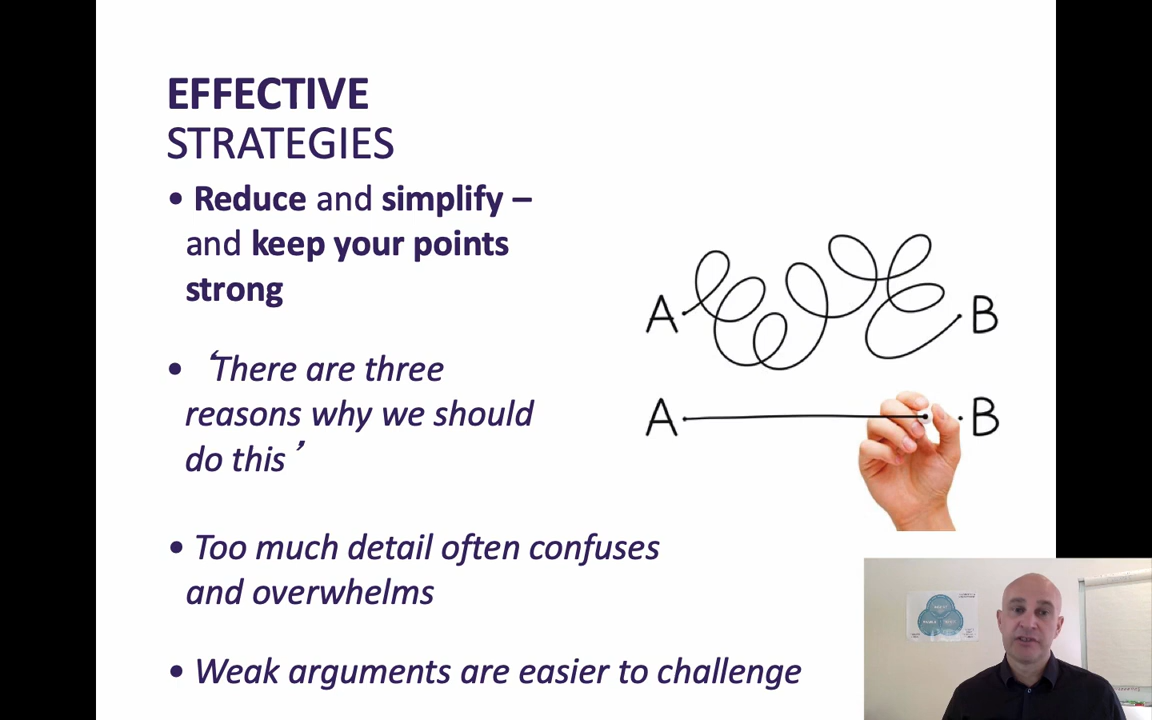 EFFECTIVE
STRATEGIES
• Reduce and simplify –
and keep your points
strong
• ‘There are three
reasons why we should
do this’
• Too much detail often confuses
and overwhelms
• Weak arguments are easier to challenge
A B
A B